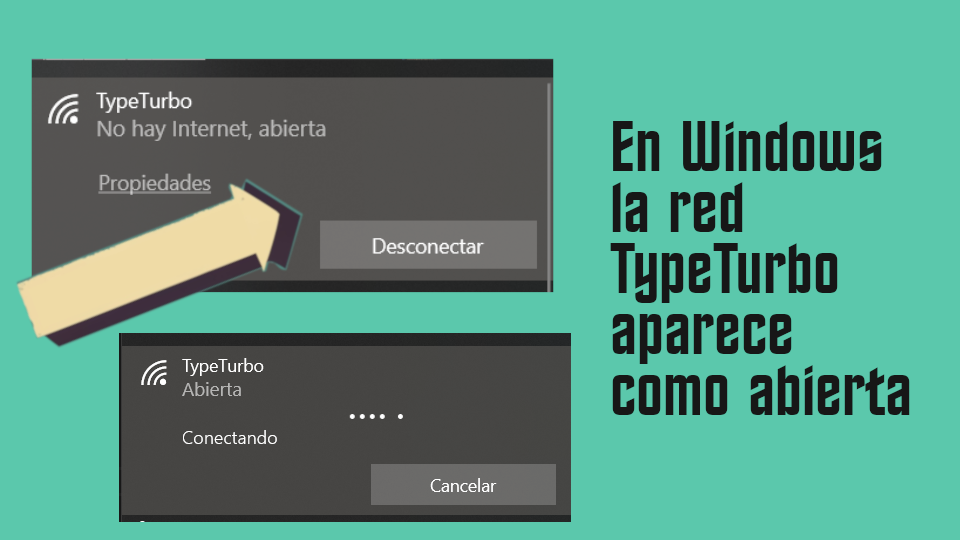 TypeTurbo
No hay Internet, abierta
Propiedades
Desconectar
TypeTurbo
Abierta
Conectando
Cancelar
En Windows
la red
TypeTurbo
aparece
como abierta